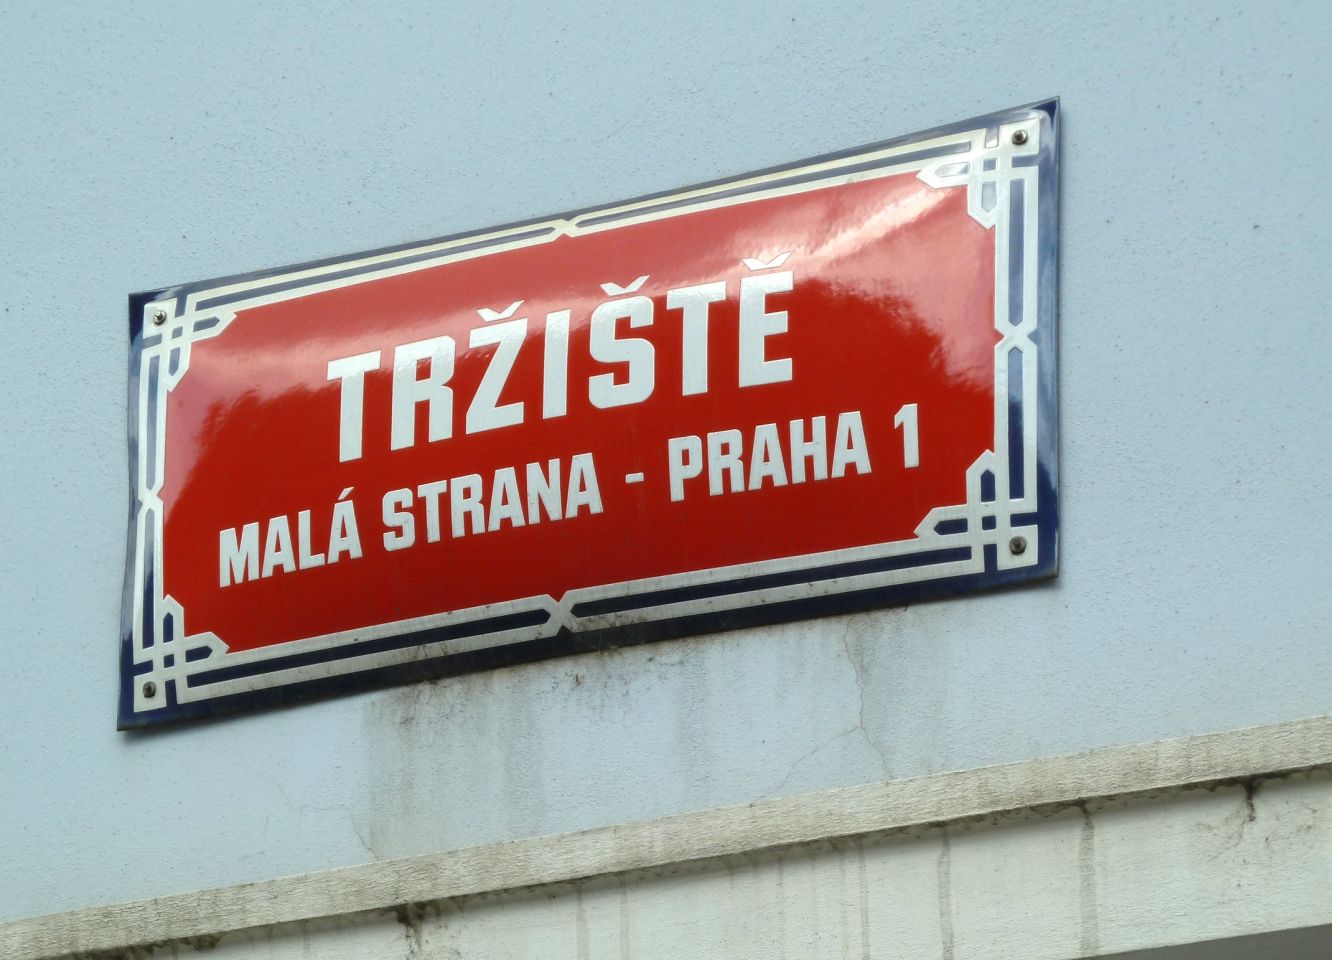 TRŽIŠTĚ
MALÁ STRANA - PRAHA 1